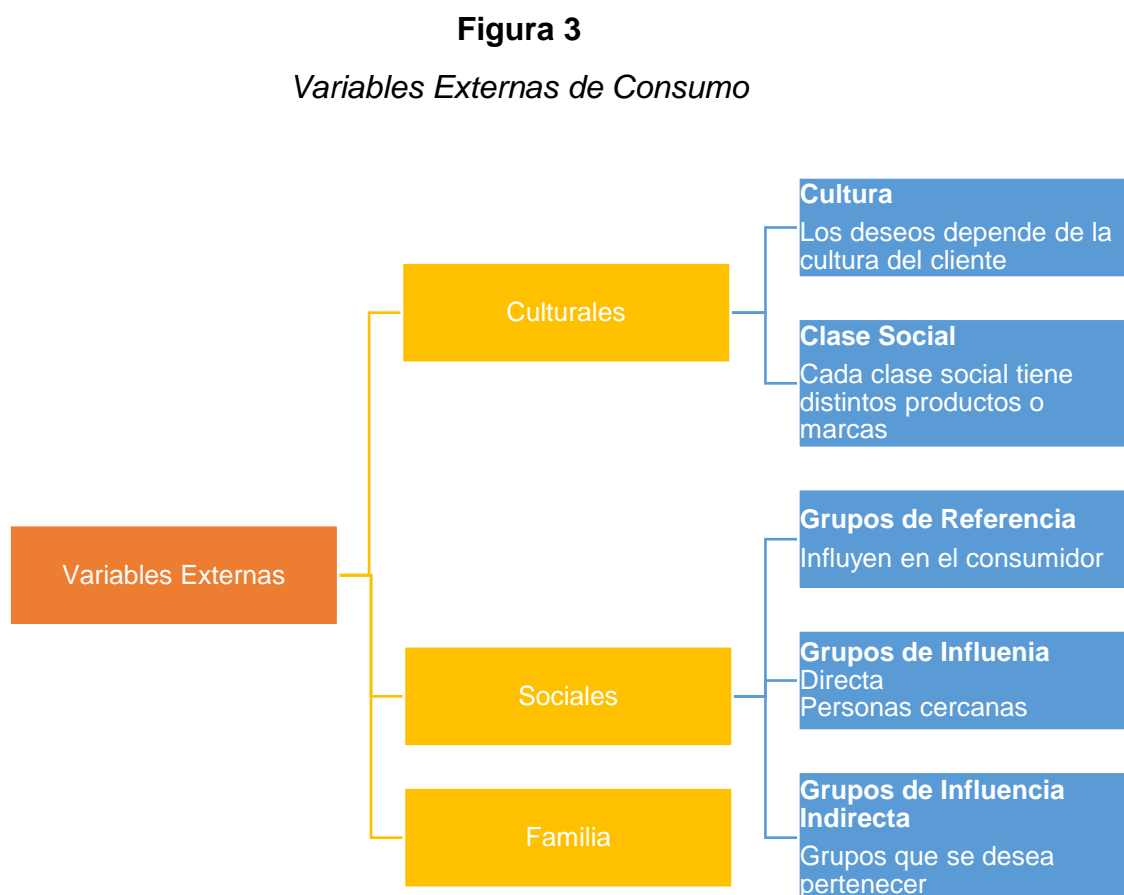 Figura 3
Variables Externas de Consumo
Variables Externas
Culturales
Cultura
Los deseos depende de la
cultura del cliente
Clase Social
Cada clase social tiene
distintos productos o
marcas
Sociales
Grupos de Referencia
Influyen en el consumidor
Grupos de Influenia
Directa
Personas cercanas
Grupos de Influencia
Indirecta
Grupos que se desea
pertenecer
Familia